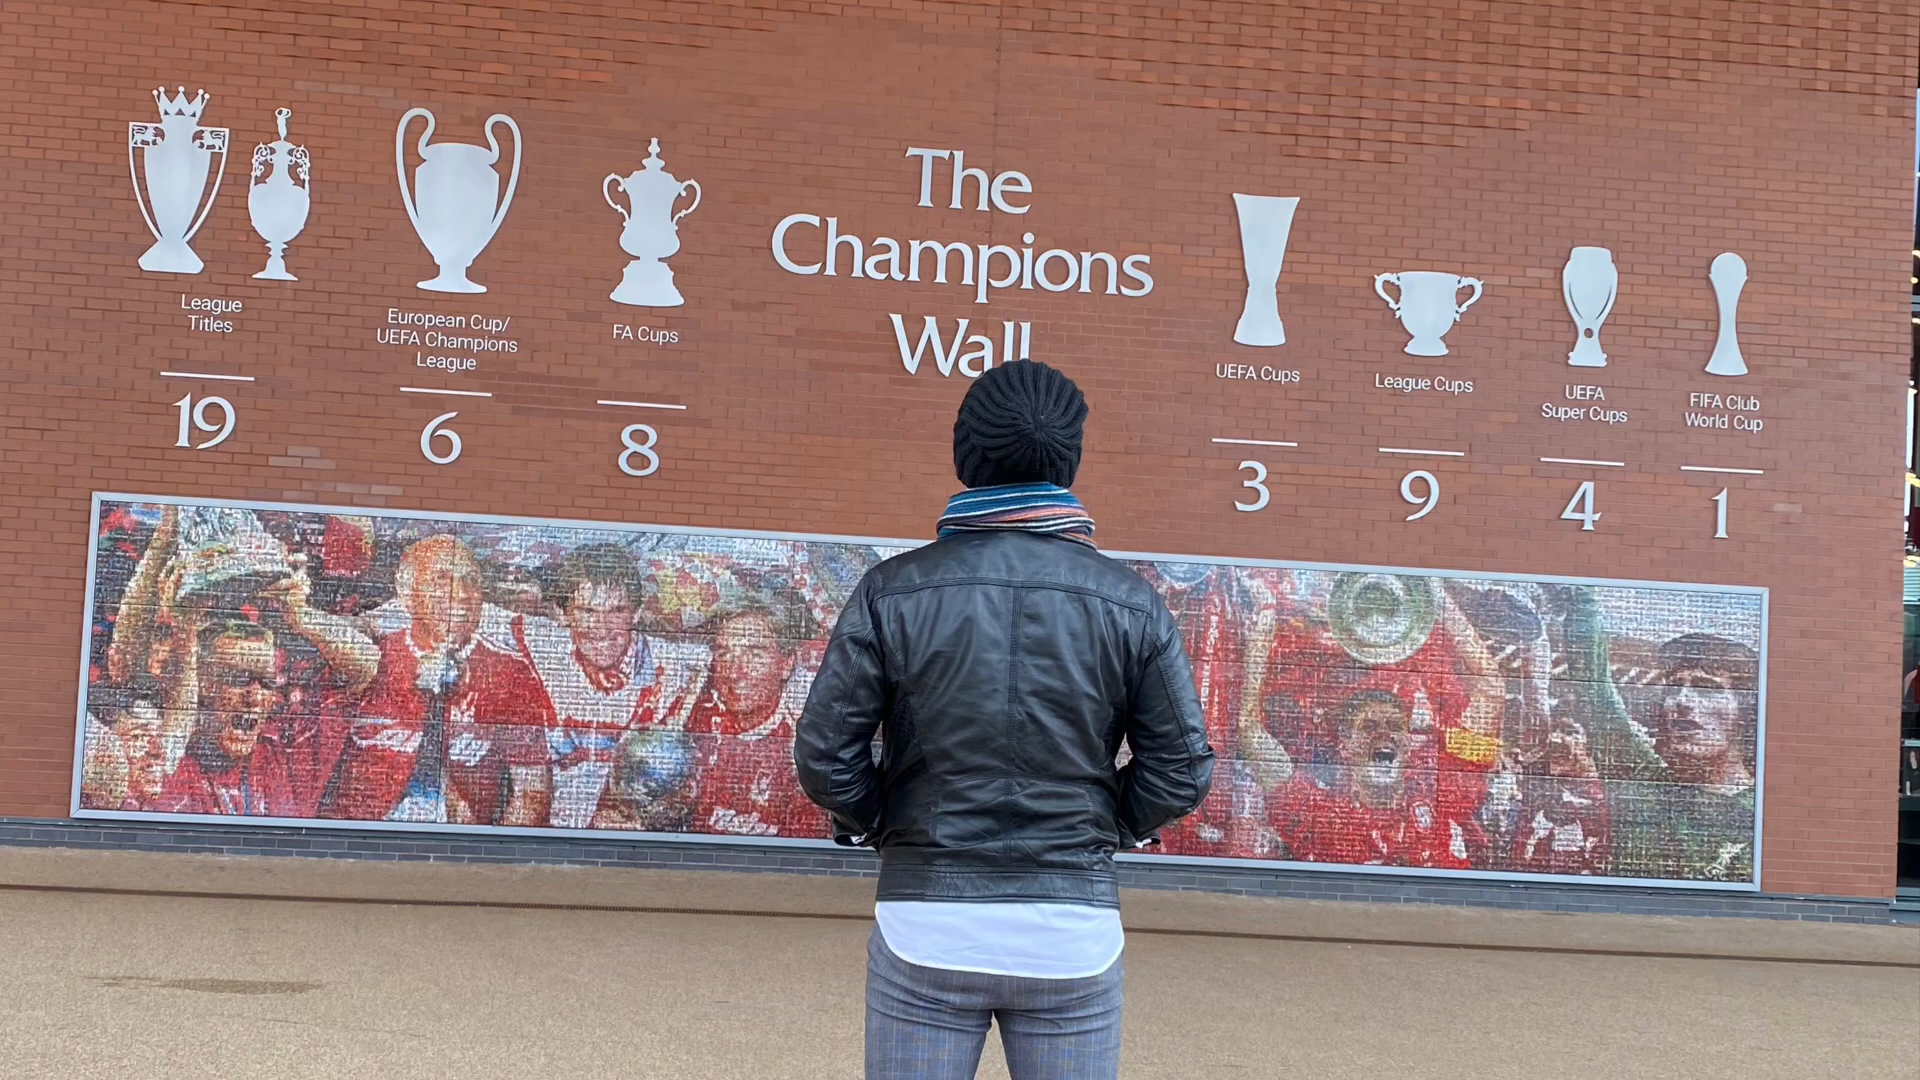 The
Champions
Wall
League
Titles
19
European Cup/
UEFA Champions
League
6
FA Cups
8
UEFA Cups
3
League Cups
9
UEFA
Super Cups
4
FIFA Club
World Cup
1